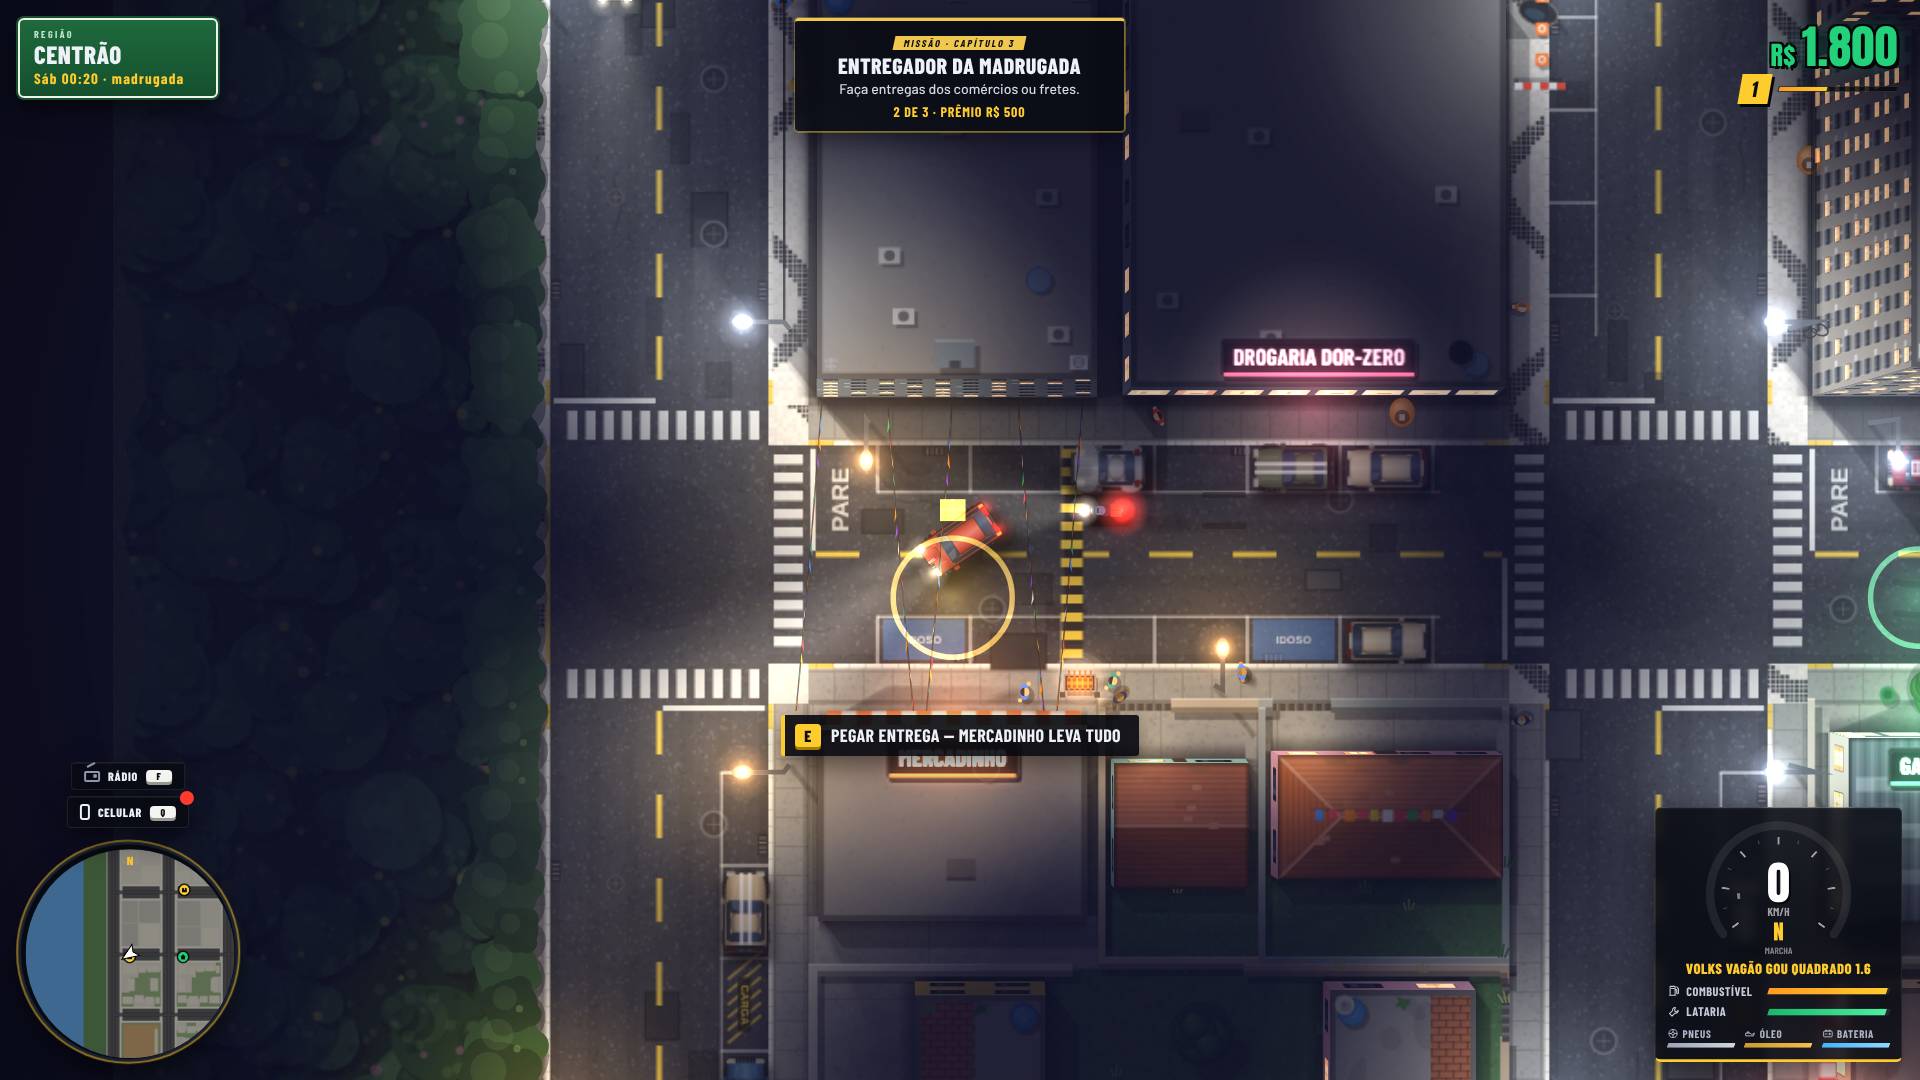 REGIÃO
CENTRÃO
Sáb 00:20 · madrugada
MISSÃO · CAPÍTULO 3
ENTREGADOR DA MADRUGADA
Faça entregas dos comércios ou fretes.
2 DE 3 · PRÊMIO R$ 500
R$ 1.800
1
DROGARIA DOR-ZERO
PARE
PARE
IDOSO
E PEGAR ENTREGA — MERCADINHO LEVA TUDO
MERCADINHO
RÁDIO F
CELULAR Q
N
CARGA
0
KM/H
N
MARCHA
VOLKS VAGÃO GOU QUADRADO 1.6
COMBUSTÍVEL
LATARIA
PNEUS ÓLEO BATERIA